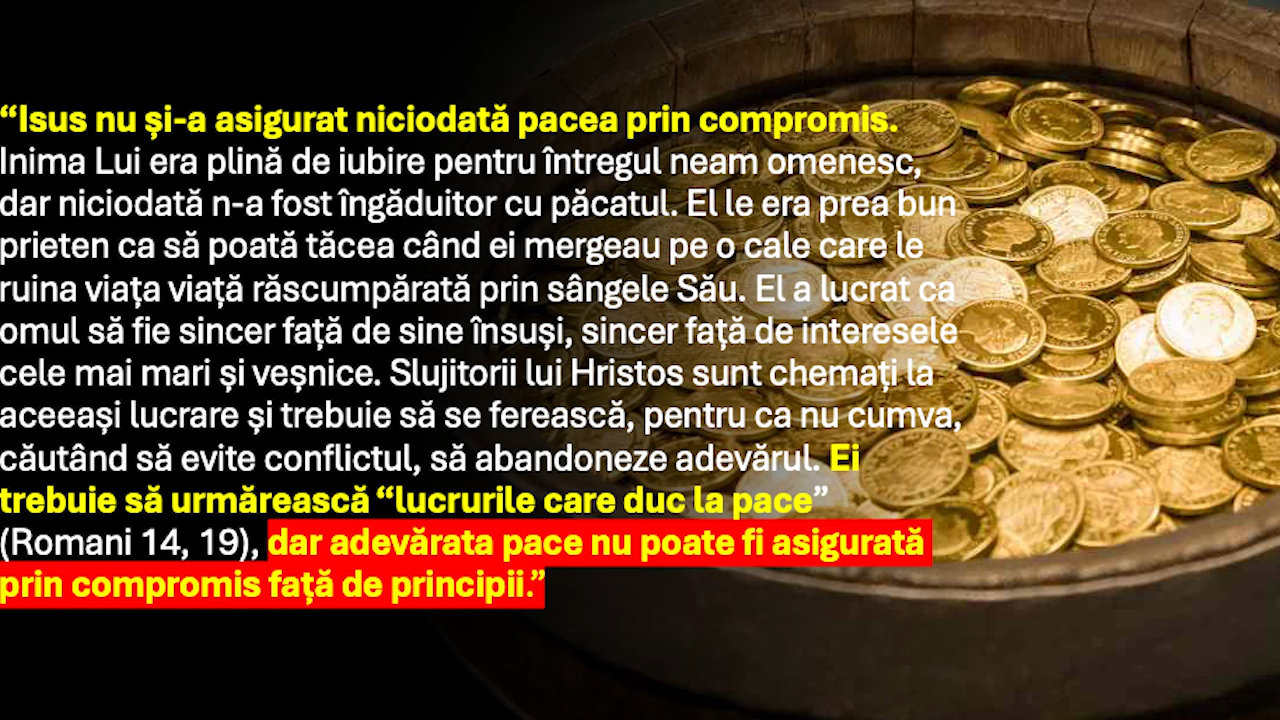 “Isus nu și-a asigurat niciodată pacea prin compromis.
Inima Lui era plină de iubire pentru întregul neam omenesc,
dar niciodată n-a fost îngăduitor cu păcatul. El le era prea bun
prieten ca să poată tăcea când ei mergeau pe o cale care le
ruina viața viață răscumpărată prin sângele Său. El a lucrat ca
omul să fie sincer față de sine însuși, sincer față de interesele
cele mai mari și veșnice. Slujitorii lui Hristos sunt chemați la
aceeași lucrare și trebuie să se ferească, pentru ca nu cumva,
căutând să evite conflictul, să abandoneze adevărul. Ei
trebuie să urmărească “lucrurile care duc la pace”
(Romani 14, 19), dar adevărata pace nu poate fi asigurată
prin compromis față de principii.”